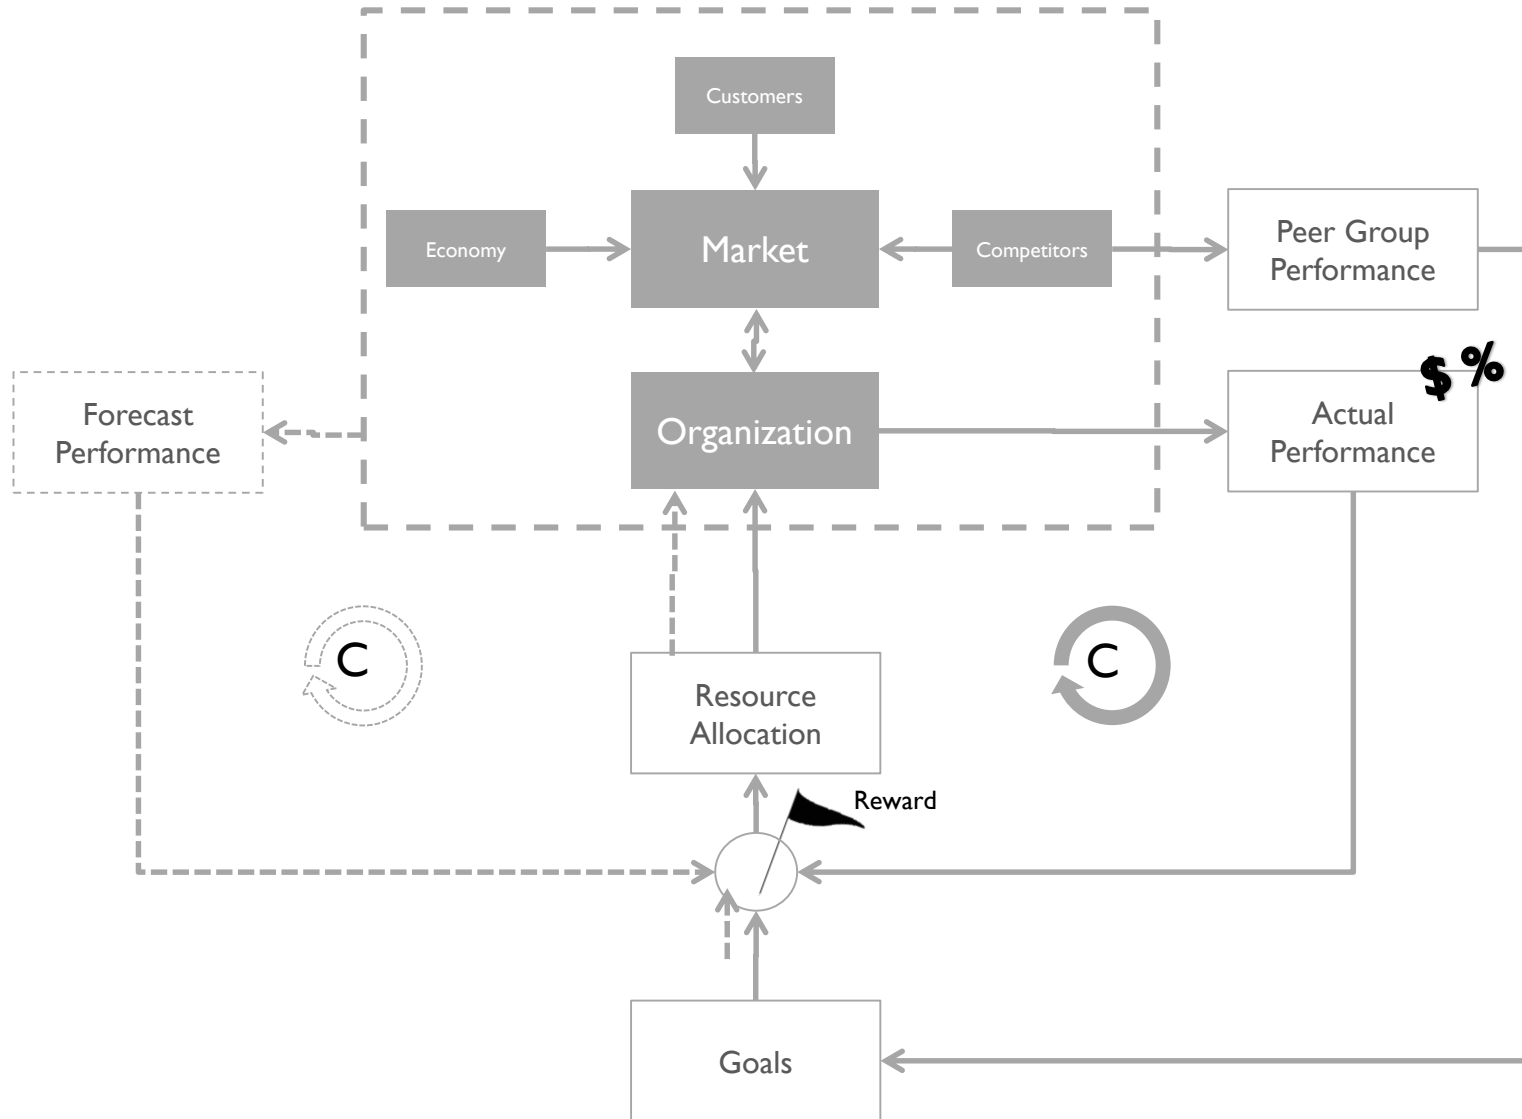 Customers
Economy
Market
Competitors
Peer Group
Performance
$ %
Forecast
Performance
Organization
Actual
Performance
C
C
Resource
Allocation
Reward
Goals